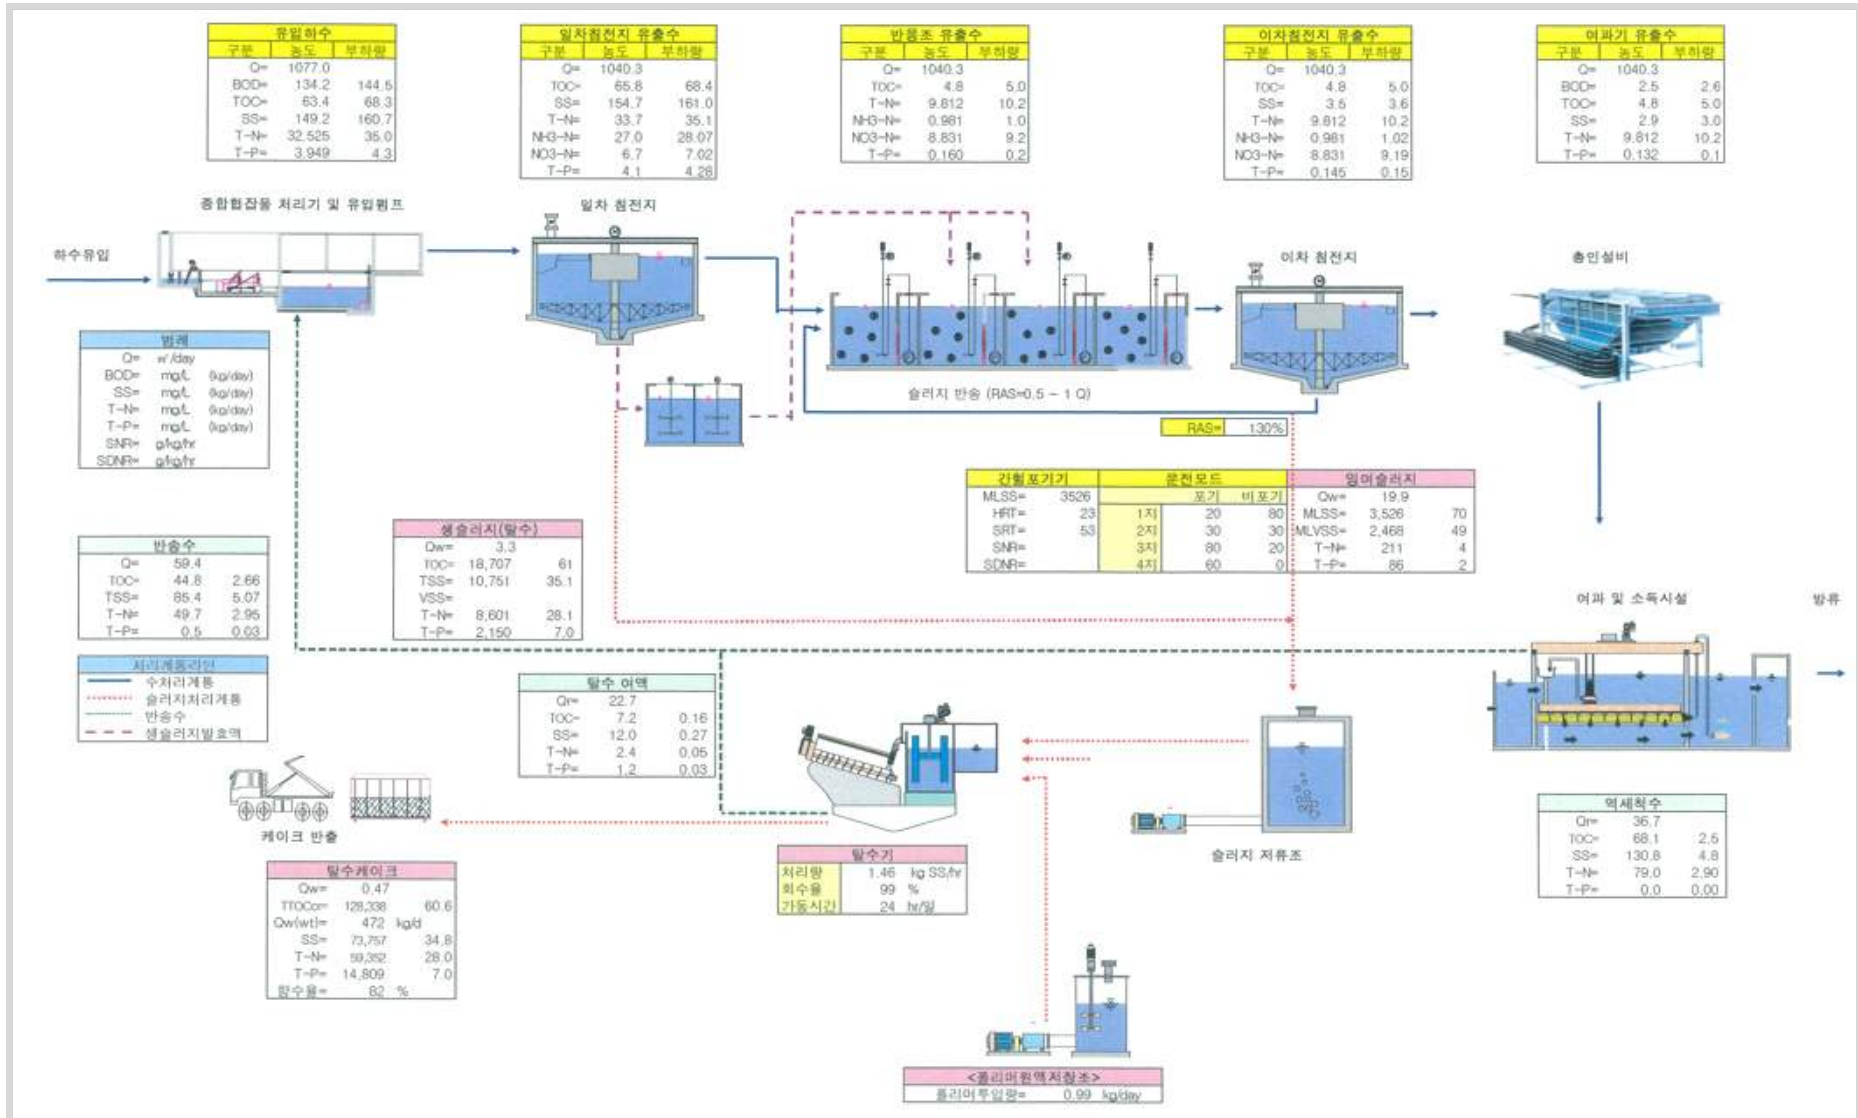 유입하수
구분 농도 부하량
Q= 1077.0
BOD= 134.2 144.5
TOC= 63.4 68.3
SS= 149.2 160.7
T-N= 32.525 35.0
T-P= 3.949 4.3
일차침전지 유출수
구분 농도 부하량
Q= 1040.3
TOC= 65.8 68.4
SS= 154.7 161.0
T-N= 33.7 35.1
NH3-N= 27.0 28.07
NO3-N= 6.7 7.02
T-P= 4.1 4.28
반응조 유출수
구분 농도 부하량
Q= 1040.3
TOC= 4.8 5.0
T-N= 9.812 10.2
NH3-N= 0.981 1.0
NO3-N= 8.831 9.2
T-P= 0.160 0.2
이차침전지 유출수
구분 농도 부하량
Q= 1040.3
TOC= 4.8 5.0
SS= 3.5 3.6
T-N= 9.812 10.2
NH3-N= 0.981 1.02
NO3-N= 8.831 9.19
T-P= 0.145 0.15
여과기 유출수
구분 농도 부하량
Q= 1040.3
BOD= 2.5 2.6
TOC= 4.8 5.0
SS= 2.9 3.0
T-N= 9.812 10.2
T-P= 0.132 0.1
하수유입
종합협잡물 처리기 및 유입펌프
일차 침전지
이차 침전지
총인설비
슬러지 반송 (RAS=0.5 ~ 1 Q)
RAS= 130%
범례
Q= ㎥/day
BOD= mg/L (kg/day)
SS= mg/L (kg/day)
T-N= mg/L (kg/day)
T-P= mg/L (kg/day)
SNR= g/kg/hr
SDNR= g/kg/hr
간헐포기기 운전모드 잉여슬러지
MLSS= 3526 포기 비포기 Qw= 19.9
HRT= 23 1지 20 80 MLSS= 3,526 70
SRT= 53 2지 30 30 MLVSS= 2,468 49
SNR= 3지 80 20 T-N= 211 4
SDNR= 4지 60 0 T-P= 86 2
생슬러지(탈수)
Qw= 3.3
TOC= 18,707 61
TSS= 10,751 35.1
VSS=
T-N= 8,601 28.1
T-P= 2,150 7.0
반송수
Q= 59.4
TOC= 44.8 2.66
TSS= 85.4 5.07
T-N= 49.7 2.95
T-P= 0.5 0.03
처리계통라인
수처리계통
슬러지처리계통
반송수
생슬러지발효액
탈수 여액
Qr= 22.7
TOC= 7.2 0.16
SS= 12.0 0.27
T-N= 2.4 0.05
T-P= 1.2 0.03
여과 및 소독시설
방류
역세척수
Qr= 36.7
TOC= 68.1 2.5
SS= 130.8 4.8
T-N= 79.0 2.90
T-P= 0.0 0.00
슬러지 저류조
케이크 반출
탈수케이크
Qw= 0.47
TTOCcr= 128,338 60.6
Qw(wt)= 472 kg/d
SS= 73,757 34.8
T-N= 59,352 28.0
T-P= 14,809 7.0
함수율= 82 %
탈수기
처리량 1.46 kg SS/hr
회수율 99 %
가동시간 24 hr/일
<폴리머원액저장조>
폴리머투입량= 0.99 kg/day